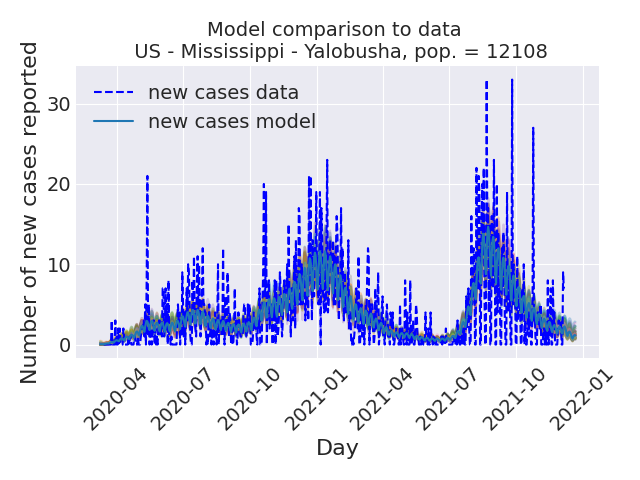 Model comparison to data
US - Mississippi - Yalobusha, pop. = 12108
new cases data
new cases model
Number of new cases reported
30
20
10
0
2020-04
2020-07
2020-10
2021-01
2021-04
2021-07
2021-10
2022-01
Day